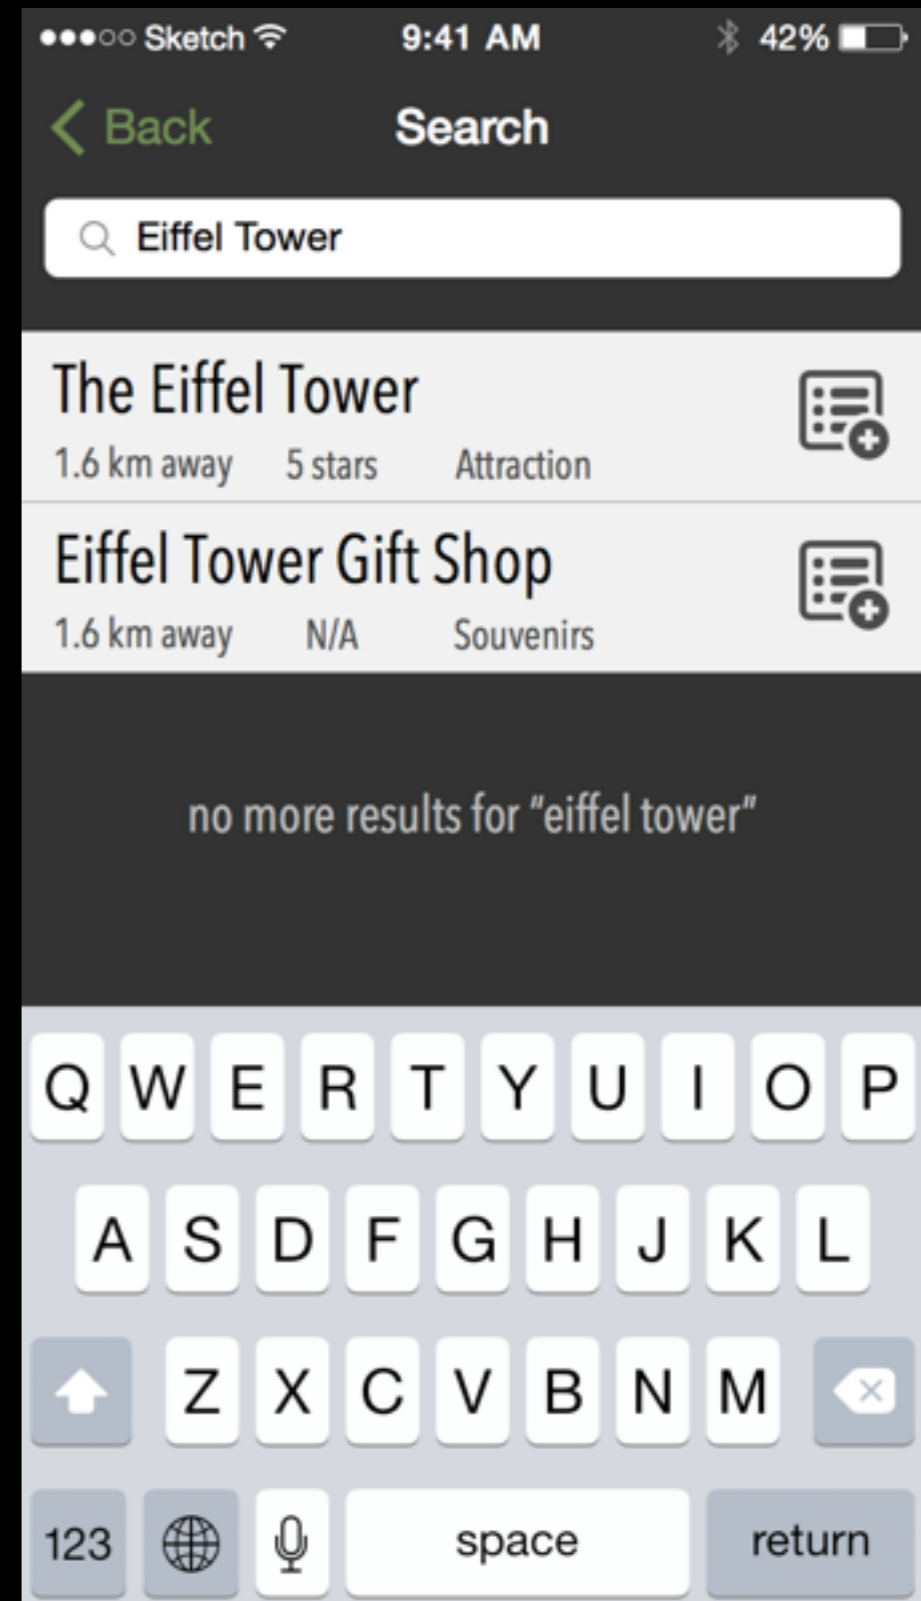 Sketch 9:41 AM 42%
Back Search
Eiffel Tower
The Eiffel Tower
1.6 km away 5 stars Attraction
Eiffel Tower Gift Shop
1.6 km away N/A Souvenirs
no more results for “eiffel tower”
Q W E R T Y U I O P
A S D F G H J K L
Z X C V B N M
123 space return